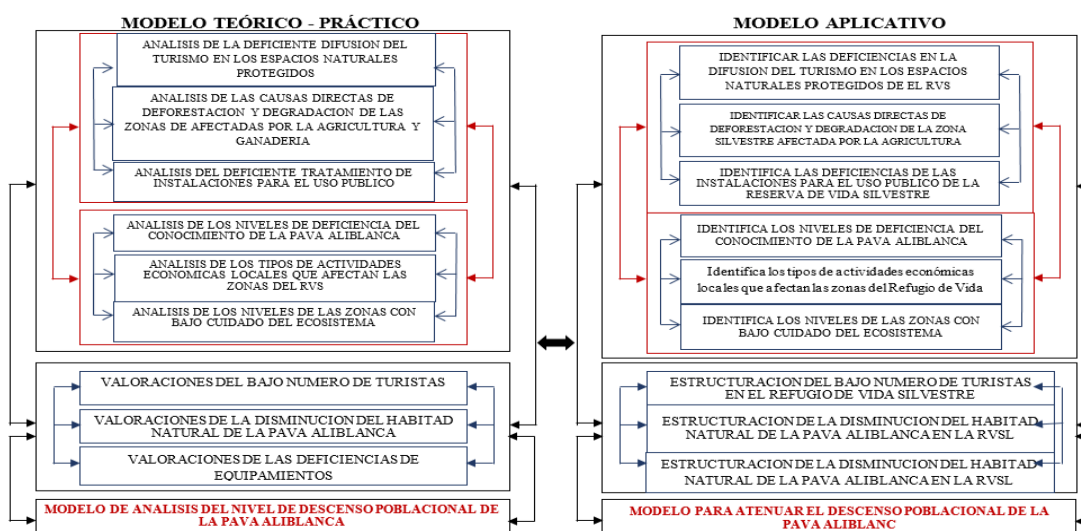 MODELO TEÓRICO - PRÁCTICO
ANALISIS DE LA DEFICIENTE DIFUSION DEL
TURISMO EN LOS ESPACIOS NATURALES
PROTEGIDOS
ANALISIS DE LAS CAUSAS DIRECTAS DE
DEFORESTACION Y DEGRADACION DE LAS
ZONAS DE AFECTADAS POR LA AGRICULTURA Y
GANADERIA
ANALISIS DEL DEFICIENTE TRATAMIENTO DE
INSTALACIONES PARA EL USO PUBLICO
ANALISIS DE LOS NIVELES DE DEFICIENCIA DEL
CONOCIMIENTO DE LA PAVA ALIBLANCA
ANALISIS DE LOS TIPOS DE ACTIVIDADES
ECONOMICAS LOCALES QUE AFECTAN LAS
ZONAS DEL RVS
ANALISIS DE LOS NIVELES DE LAS ZONAS CON
BAJO CUIDADO DEL ECOSISTEMA
VALORACIONES DEL BAJO NUMERO DE TURISTAS
VALORACIONES DE LA DISMINUCION DEL HABITAD
NATURAL DE LA PAVA ALIBLANCA
VALORACIONES DE LAS DEFICIENCIAS DE
EQUIPAMIENTOS
MODELO DE ANALISIS DEL NIVEL DE DESCENSO POBLACIONAL DE
LA PAVA ALIBLANCA
MODELO APLICATIVO
IDENTIFICAR LAS DEFICIENCIAS EN LA
DIFUSION DEL TURISMO EN LOS ESPACIOS
NATURALES PROTEGIDOS DE EL RVS
IDENTIFICAR LAS CAUSAS DIRECTAS DE
DEFORESTACION Y DEGRADACION DE LA ZONA
SILVESTRE AFECTADA POR LA AGRICULTURA
IDENTIFICA LAS DEFICIENCIAS DE LAS
INSTALACIONES PARA EL USO PUBLICO DE LA
RESERVA DE VIDA SILVESTRE
IDENTIFICA LOS NIVELES DE DEFICIENCIA DEL
CONOCIMIENTO DE LA PAVA ALIBLANCA
Identifica los tipos de actividades económicas
locales que afectan las zonas del Refugio de Vida
IDENTIFICA LOS NIVELES DE LAS ZONAS CON
BAJO CUIDADO DEL ECOSISTEMA
ESTRUCTURACION DEL BAJO NUMERO DE TURISTAS
EN EL REFUGIO DE VIDA SILVESTRE
ESTRUCTURACION DE LA DISMINUCION DEL HABITAD
NATURAL DE LA PAVA ALIBLANCA EN LA RVSL
ESTRUCTURACION DE LA DISMINUCION DEL HABITAD
NATURAL DE LA PAVA ALIBLANCA EN LA RVSL
MODELO PARA ATENUAR EL DESCENSO POBLACIONAL DE LA
PAVA ALIBLANC